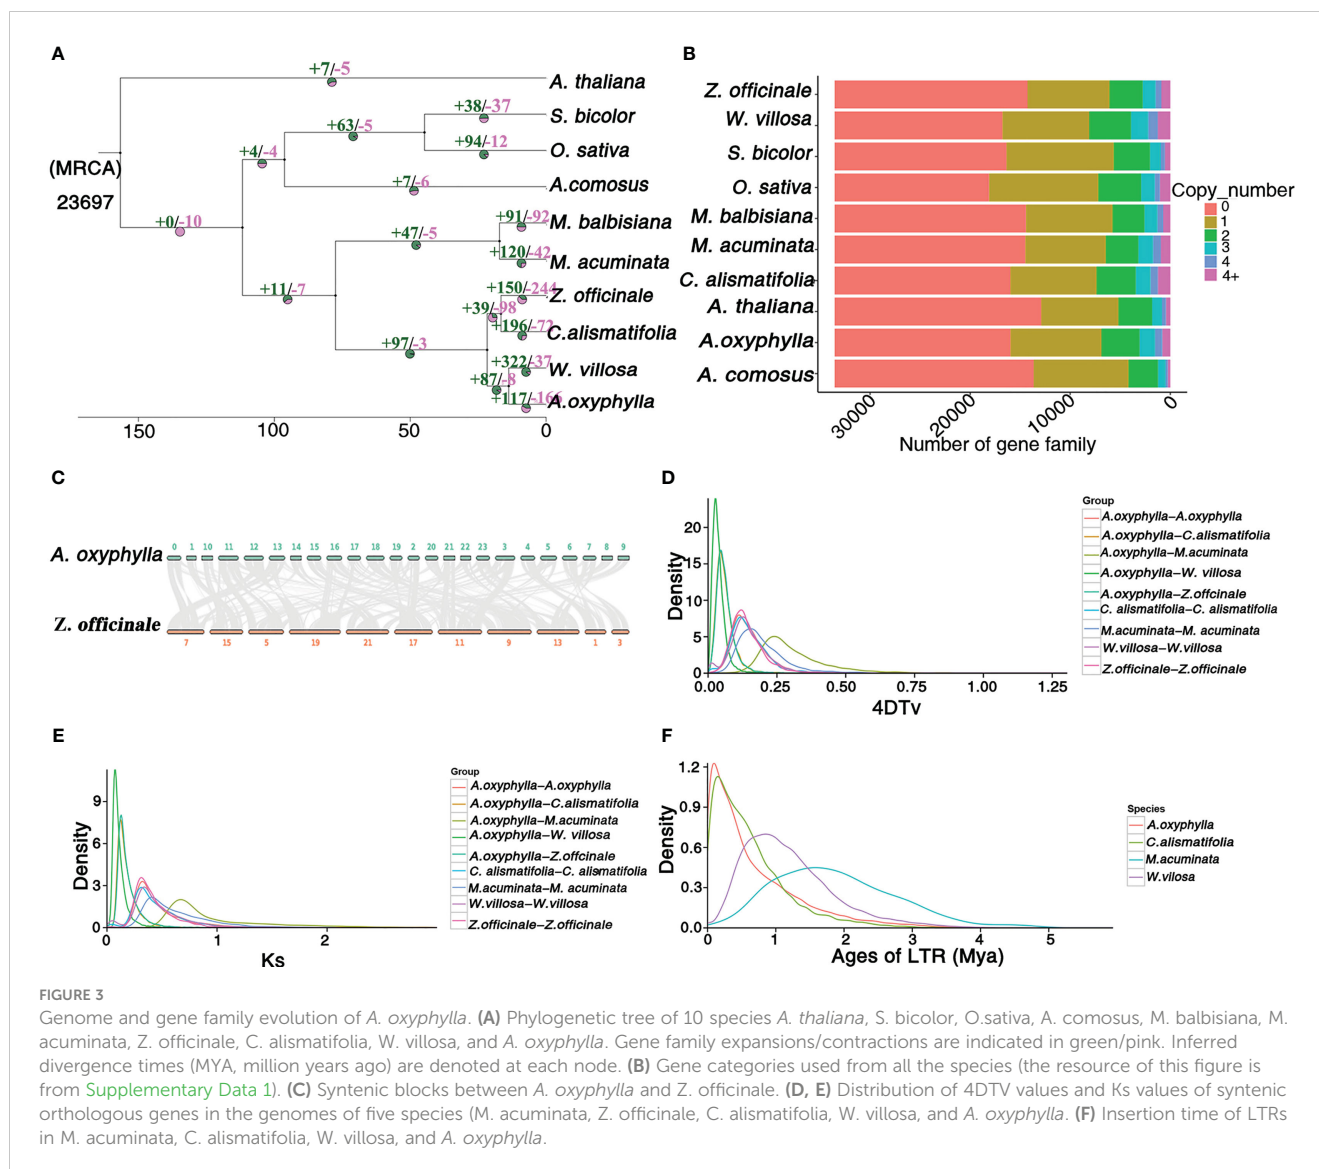 A
+7/-5
A. thaliana
+38/-37
S. bicolor
+63/-5
+94/-12
O. sativa
+4/-4
(MRCA)
23697
+7/-6
A.comosus
+0/-10
+91/-92
M. balbisiana
+47/-5
+120/-42
M. acuminata
+11/-7
+150/-244
Z. officinale
+39/-98
+196/-72
C.alismatifolia
+97/-3
+322/-37
W. villosa
+87/-8
+117/-166
A.oxyphylla
150 100 50 0
B
Z. officinale
W. villosa
S. bicolor
O. sativa
M. balbisiana
M. acuminata
C. alismatifolia
A. thaliana
A.oxyphylla
A. comosus
30000 20000 10000 0
Number of gene family
Copy_number
0
1
2
3
4
4+
C
A. oxyphylla
0 1 10 11 12 13 14 15 16 17 18 19 2 20 21 22 23 3 4 5 6 7 8 9
Z. officinale
7 15 5 19 21 17 11 9 13 1 3
D
Density
20
15
10
5
0
0.00 0.25 0.50 0.75 1.00 1.25
4DTv
Group
A.oxyphylla–A.oxyphylla
A.oxyphylla–C.alismatifolia
A.oxyphylla–M.acuminata
A.oxyphylla–W. villosa
A.oxyphylla–Z.offcinale
C. alismatifolia–C. alismatifolia
M.acuminata–M. acuminata
W.villosa–W.villosa
Z.officinale–Z.officinale
E
Density
9
6
3
0
0 1 2
Ks
Group
A.oxyphylla–A.oxyphylla
A.oxyphylla–C.alismatifolia
A.oxyphylla–M.acuminata
A.oxyphylla–W. villosa
A.oxyphylla–Z.offcinale
C. alismatifolia–C. alismatifolia
M.acuminata–M. acuminata
W.villosa–W.villosa
Z.officinale–Z.officinale
F
Density
1.2
0.9
0.6
0.3
0.0
0 1 2 3 4 5
Ages of LTR (Mya)
Species
A.oxyphylla
C.alismatifolia
M.acuminata
W.vilosa
FIGURE 3
Genome and gene family evolution of A. oxyphylla. (A) Phylogenetic tree of 10 species A. thaliana, S. bicolor, O.sativa, A. comosus, M. balbisiana, M.
acuminata, Z. officinale, C. alismatifolia, W. villosa, and A. oxyphylla. Gene family expansions/contractions are indicated in green/pink. Inferred
divergence times (MYA, million years ago) are denoted at each node. (B) Gene categories used from all the species (the resource of this figure is
from Supplementary Data 1). (C) Syntenic blocks between A. oxyphylla and Z. officinale. (D, E) Distribution of 4DTV values and Ks values of syntenic
orthologous genes in the genomes of five species (M. acuminata, Z. officinale, C. alismatifolia, W. villosa, and A. oxyphylla. (F) Insertion time of LTRs
in M. acuminata, C. alismatifolia, W. villosa, and A. oxyphylla.